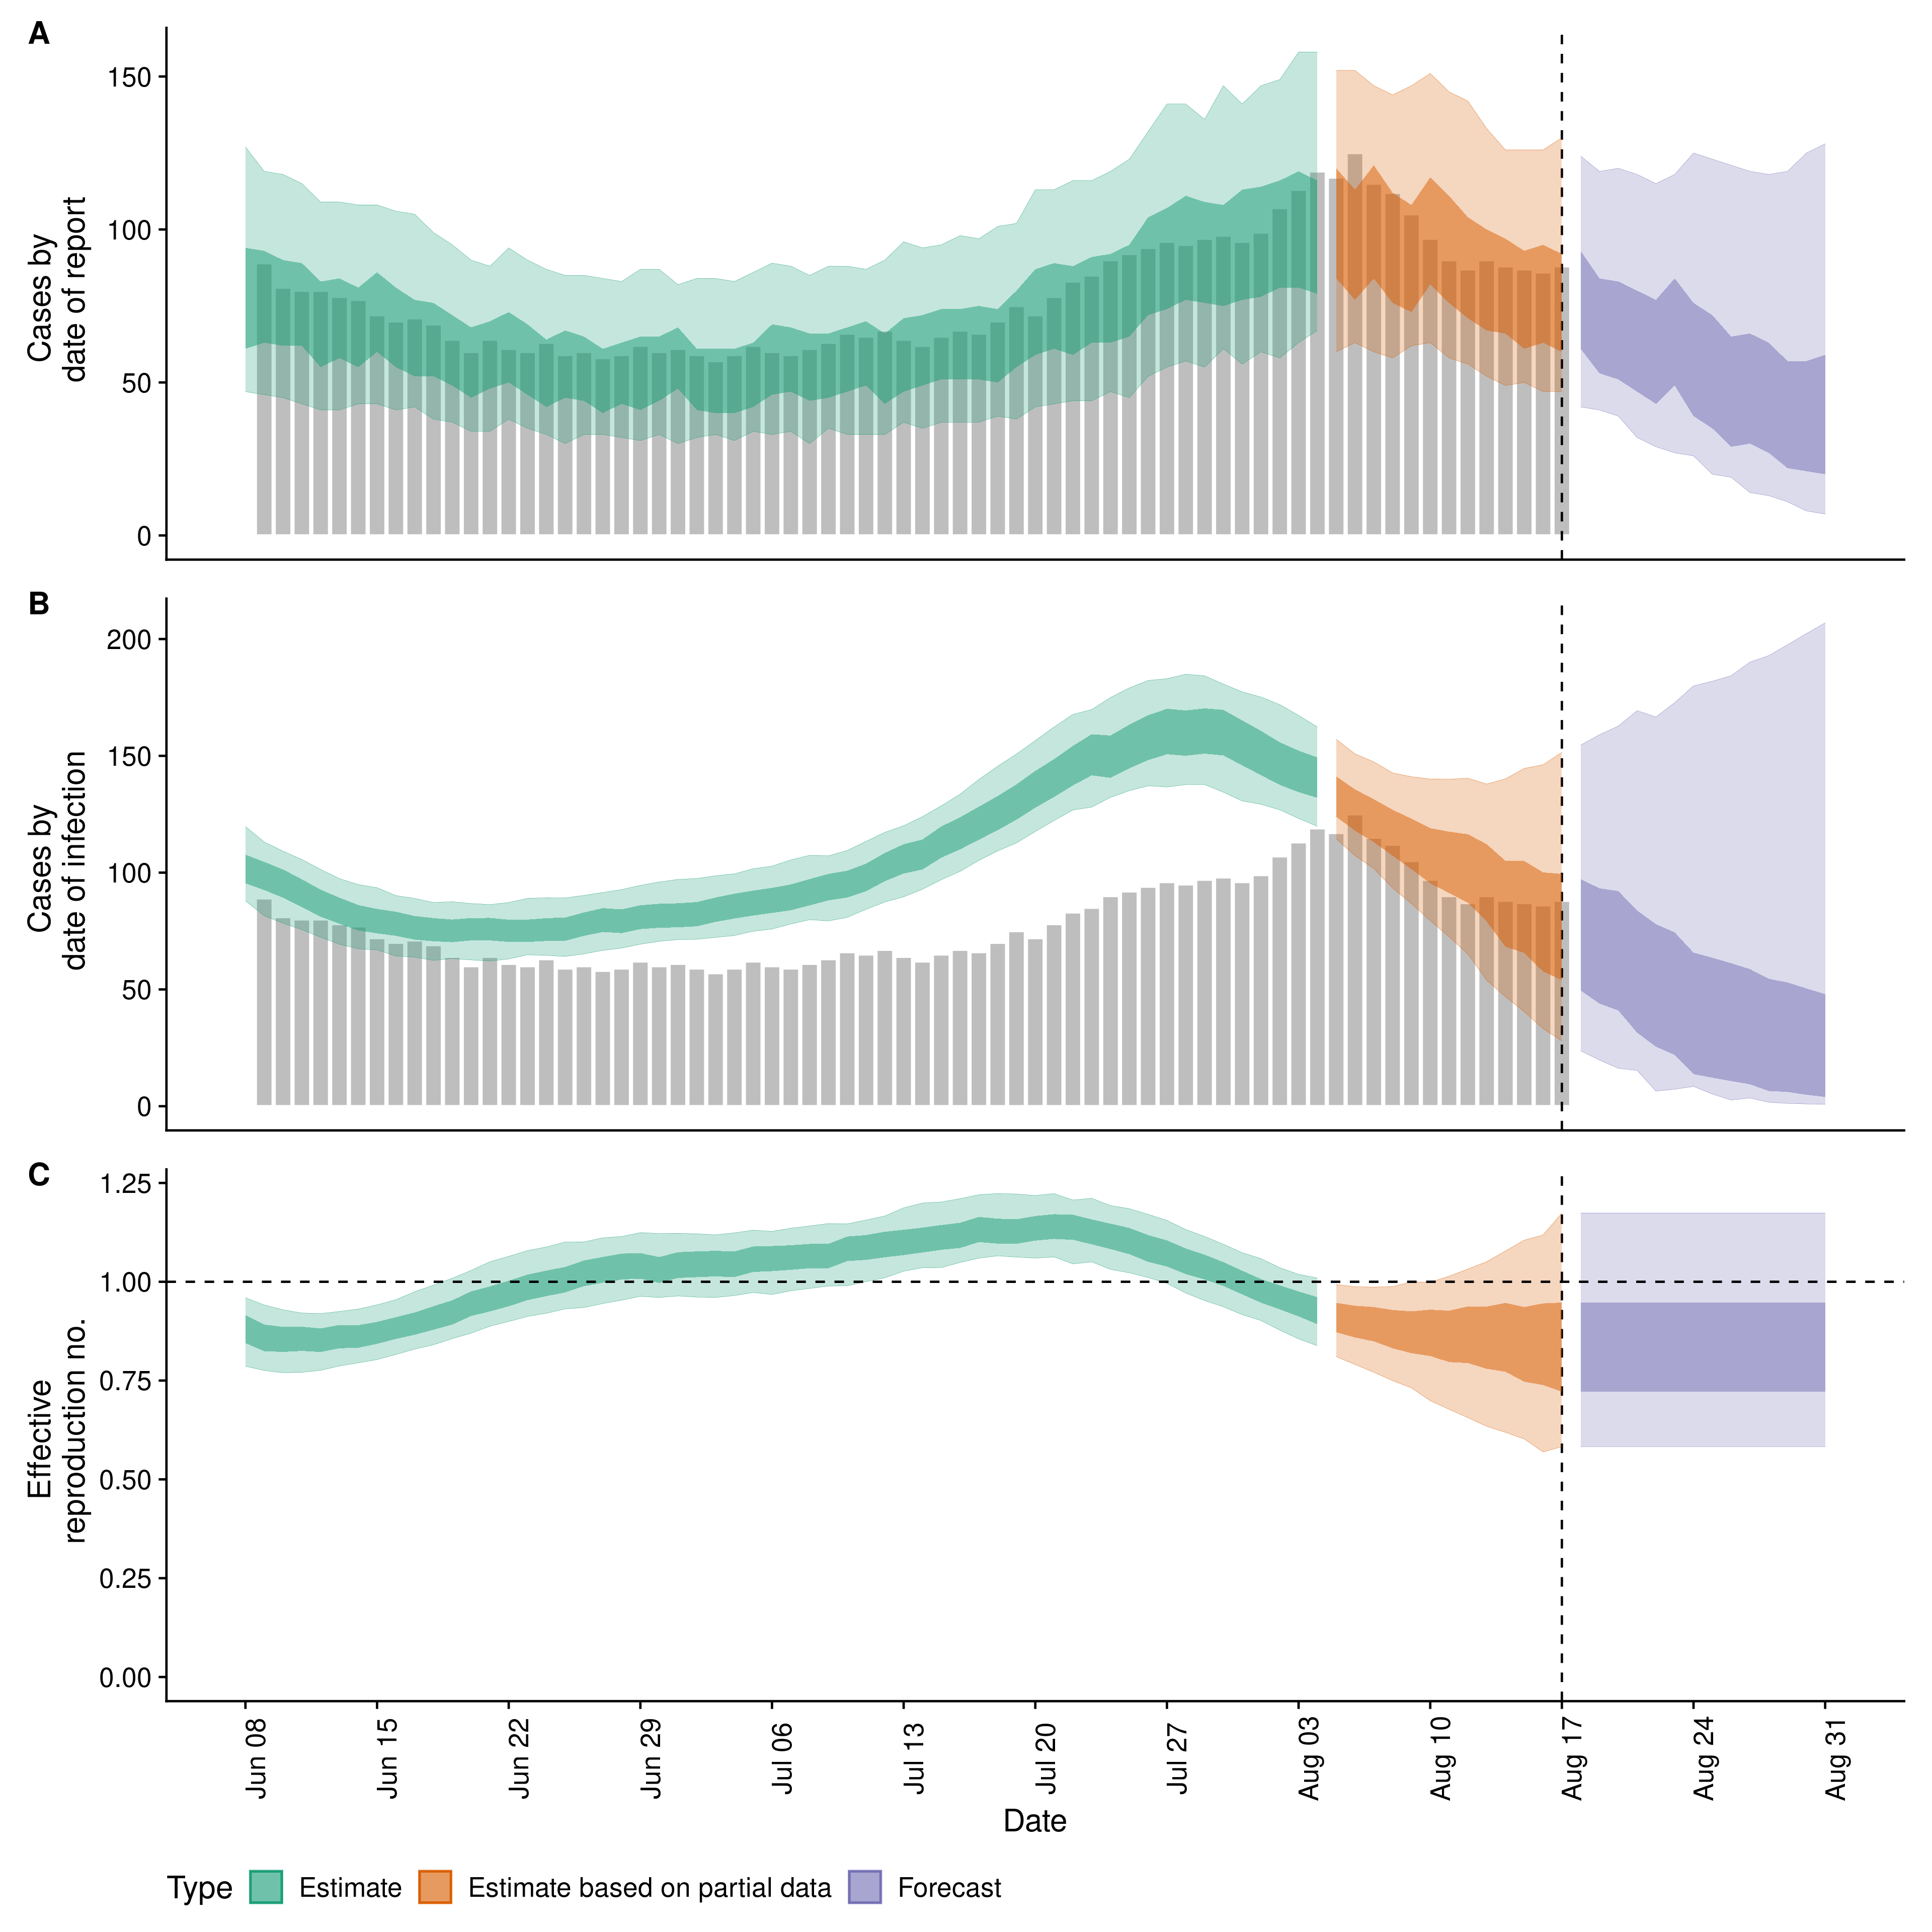 A
150
100
50
0
Cases by
date of report
B
200
150
100
50
0
Cases by
date of infection
C
1.25
1.00
0.75
0.50
0.25
0.00
Effective
reproduction no.
Jun 08
Jun 15
Jun 22
Jun 29
Jul 06
Jul 13
Jul 20
Jul 27
Aug 03
Aug 10
Aug 17
Aug 24
Aug 31
Date
Type Estimate Estimate based on partial data Forecast